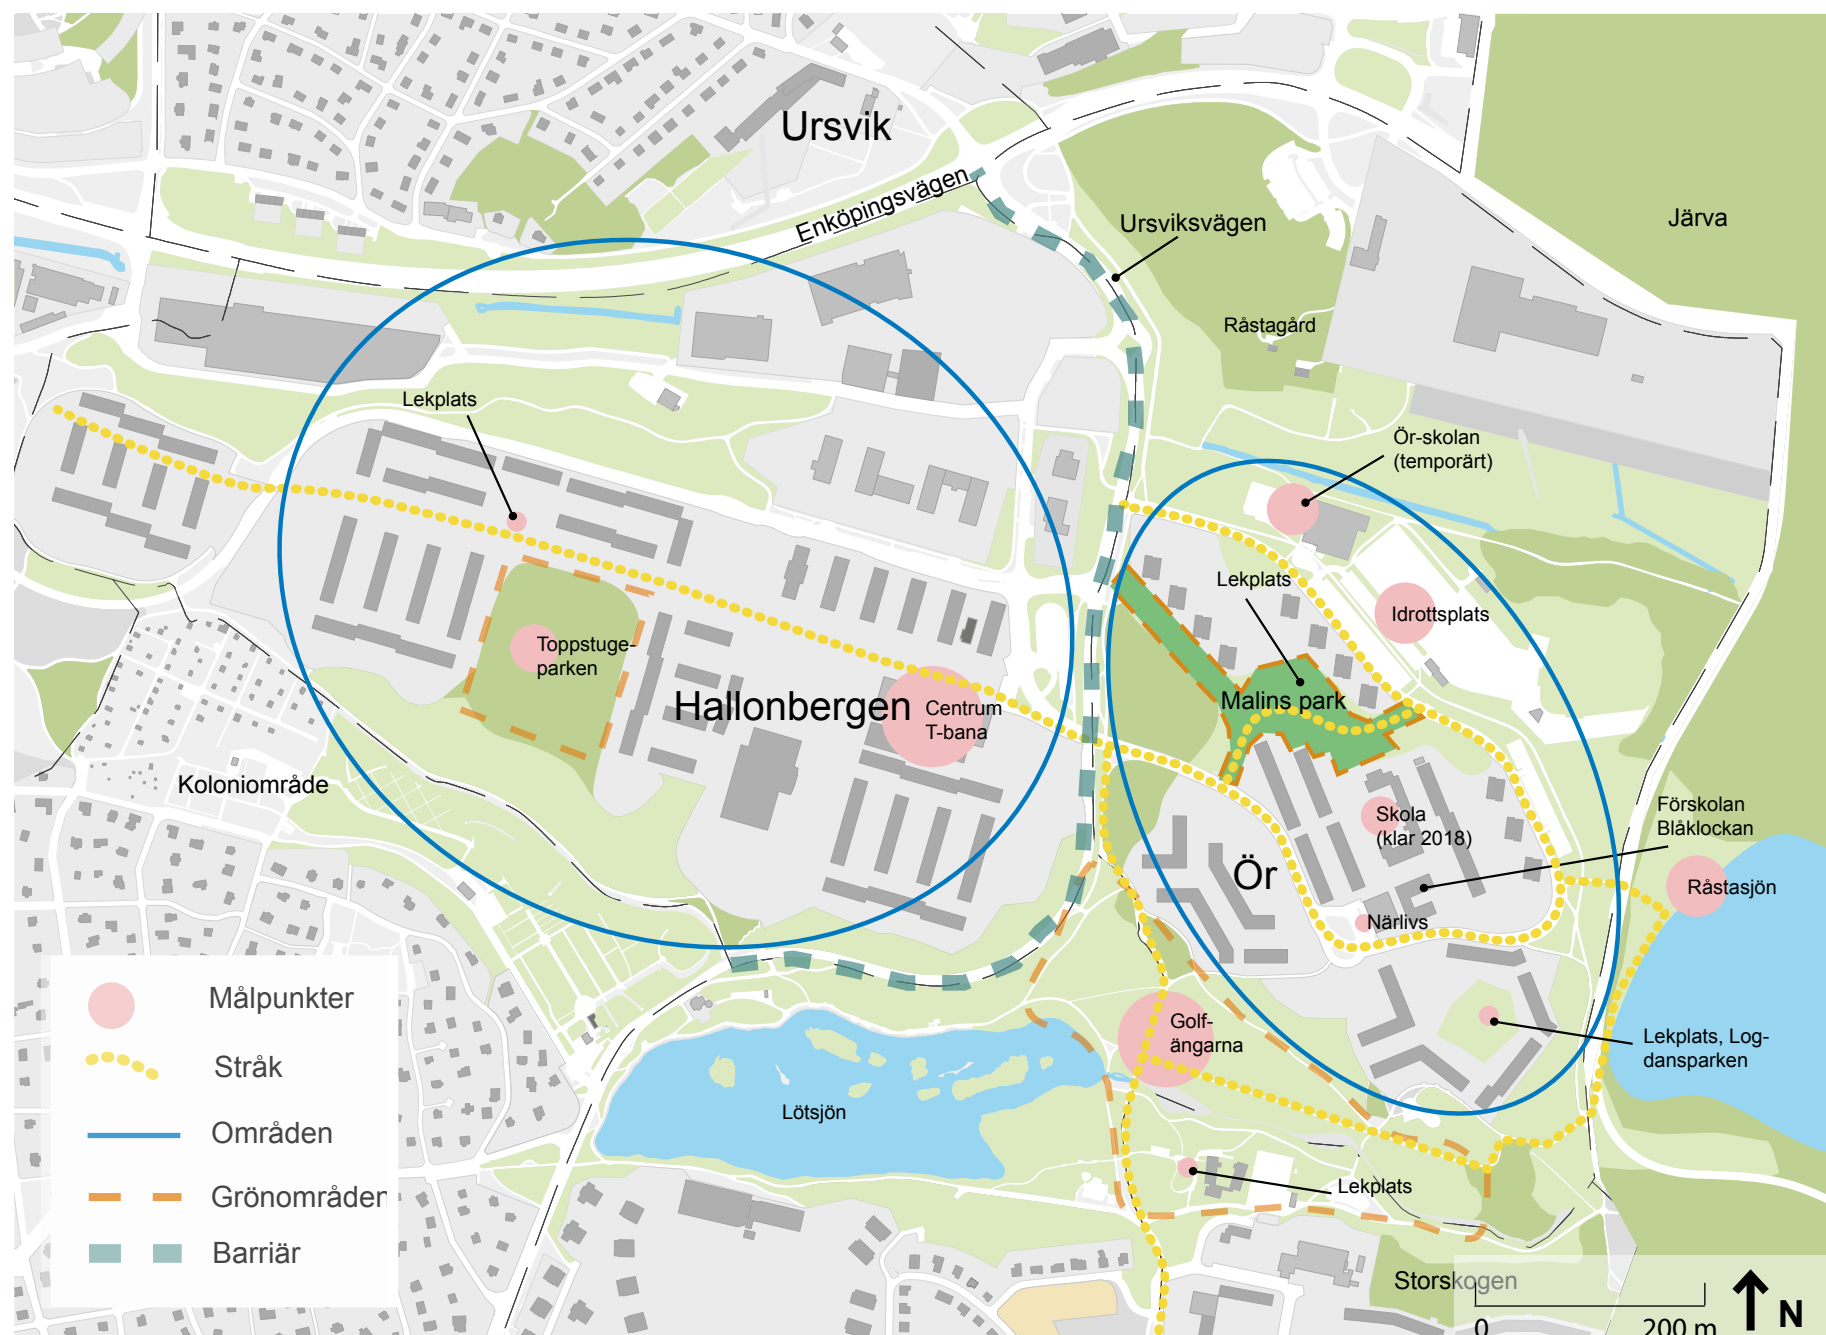 Ursvik
Enköpingsvägen
Ursviksvägen
Järva
Råstagård
Lekplats
Ör-skolan
(temporärt)
Lekplats
Idrottsplats
Toppstuge-
parken
Hallonbergen
Centrum
T-bana
Malins park
Koloniområde
Skola
(klar 2018)
Förskolan
Blåklockan
Ör
Råstasjön
Närlivs
Golf-
ängarna
Lekplats, Log-
dansparken
Lötsjön
Lekplats
Storskogen
Målpunkter
Stråk
Områden
Grönområden
Barriär
0
200 m
N